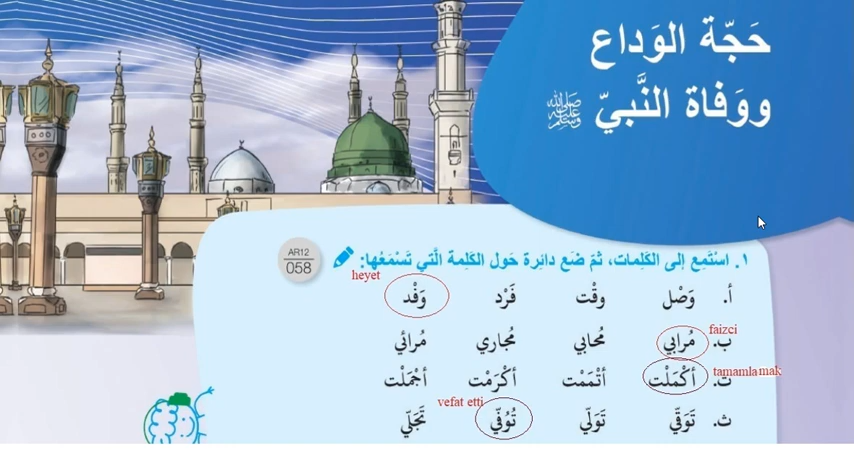 حَجّة الوَداع
ووَفاة النَّبيّ ﷺ
١. اسْتَمِع إلى الكَلِمات، ثمّ ضَع دائِرة حَول الكَلِمة الَّتي تَسْمَعُها:
AR12
058
heyet
أ. وَصْل وقْت فَرْد وَفْد
faizci
ب. مُرابي مُحابي مُجاري مُرائي
ت. أكْمَلْت أتْمَمْت أكْرَمْت أجْمَلْت
tamamlamak
vefat etti
ث. تَوَقّي تَوَلّي تُوُفّي تَجَلّي